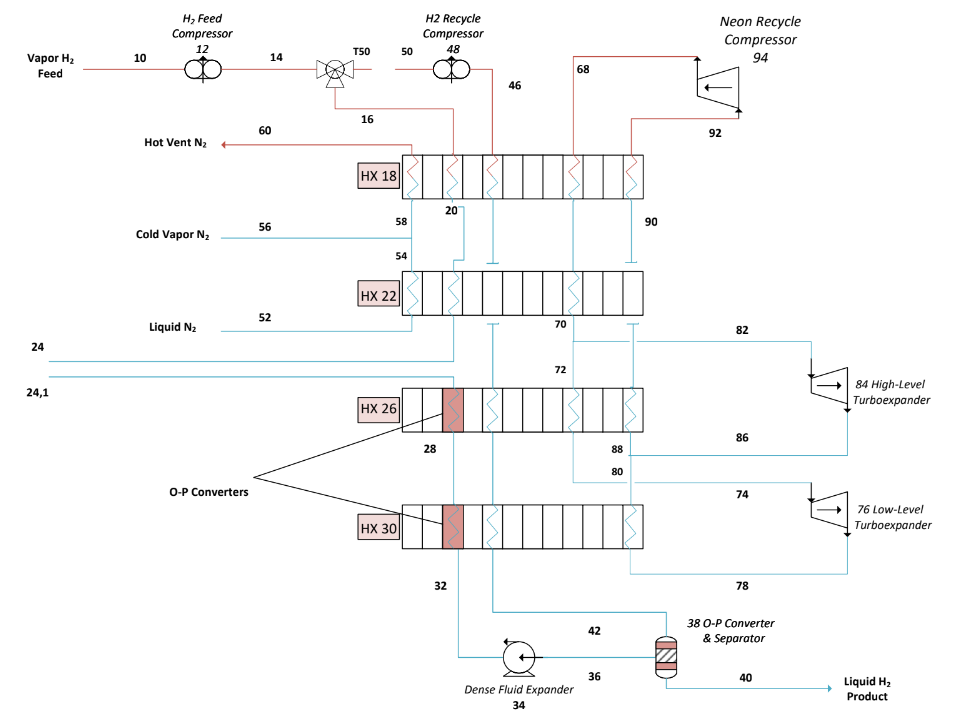 H₂ Feed
Compressor
12
H2 Recycle
Compressor
48
Neon Recycle
Compressor
94
Vapor H₂
Feed
10
14
T50
50
46
68
92
16
60
Hot Vent N₂
HX 18
20
58
90
56
Cold Vapor N₂
54
HX 22
52
Liquid N₂
70
82
24
72
24,1
84 High-Level
Turboexpander
HX 26
28
88
86
80
O-P Converters
74
76 Low-Level
Turboexpander
HX 30
32
78
38 O-P Converter
& Separator
42
36
40
Dense Fluid Expander
34
Liquid H₂
Product